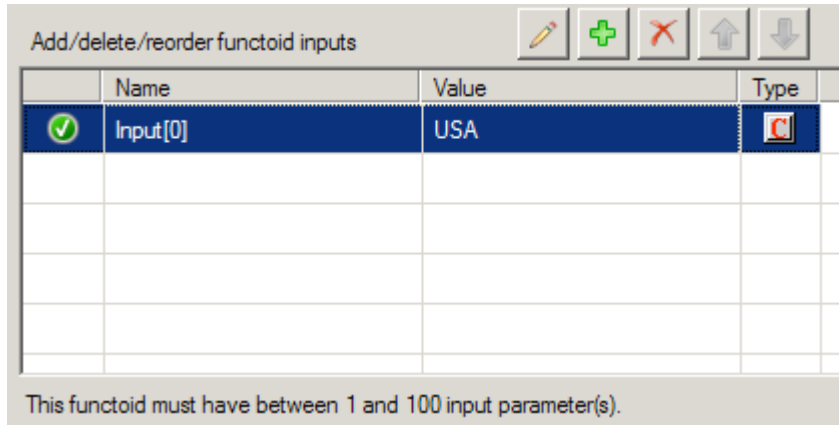 Add/delete/reorder functoid inputs
Name Value Type
Input[0] USA C
This functoid must have between 1 and 100 input parameter(s).